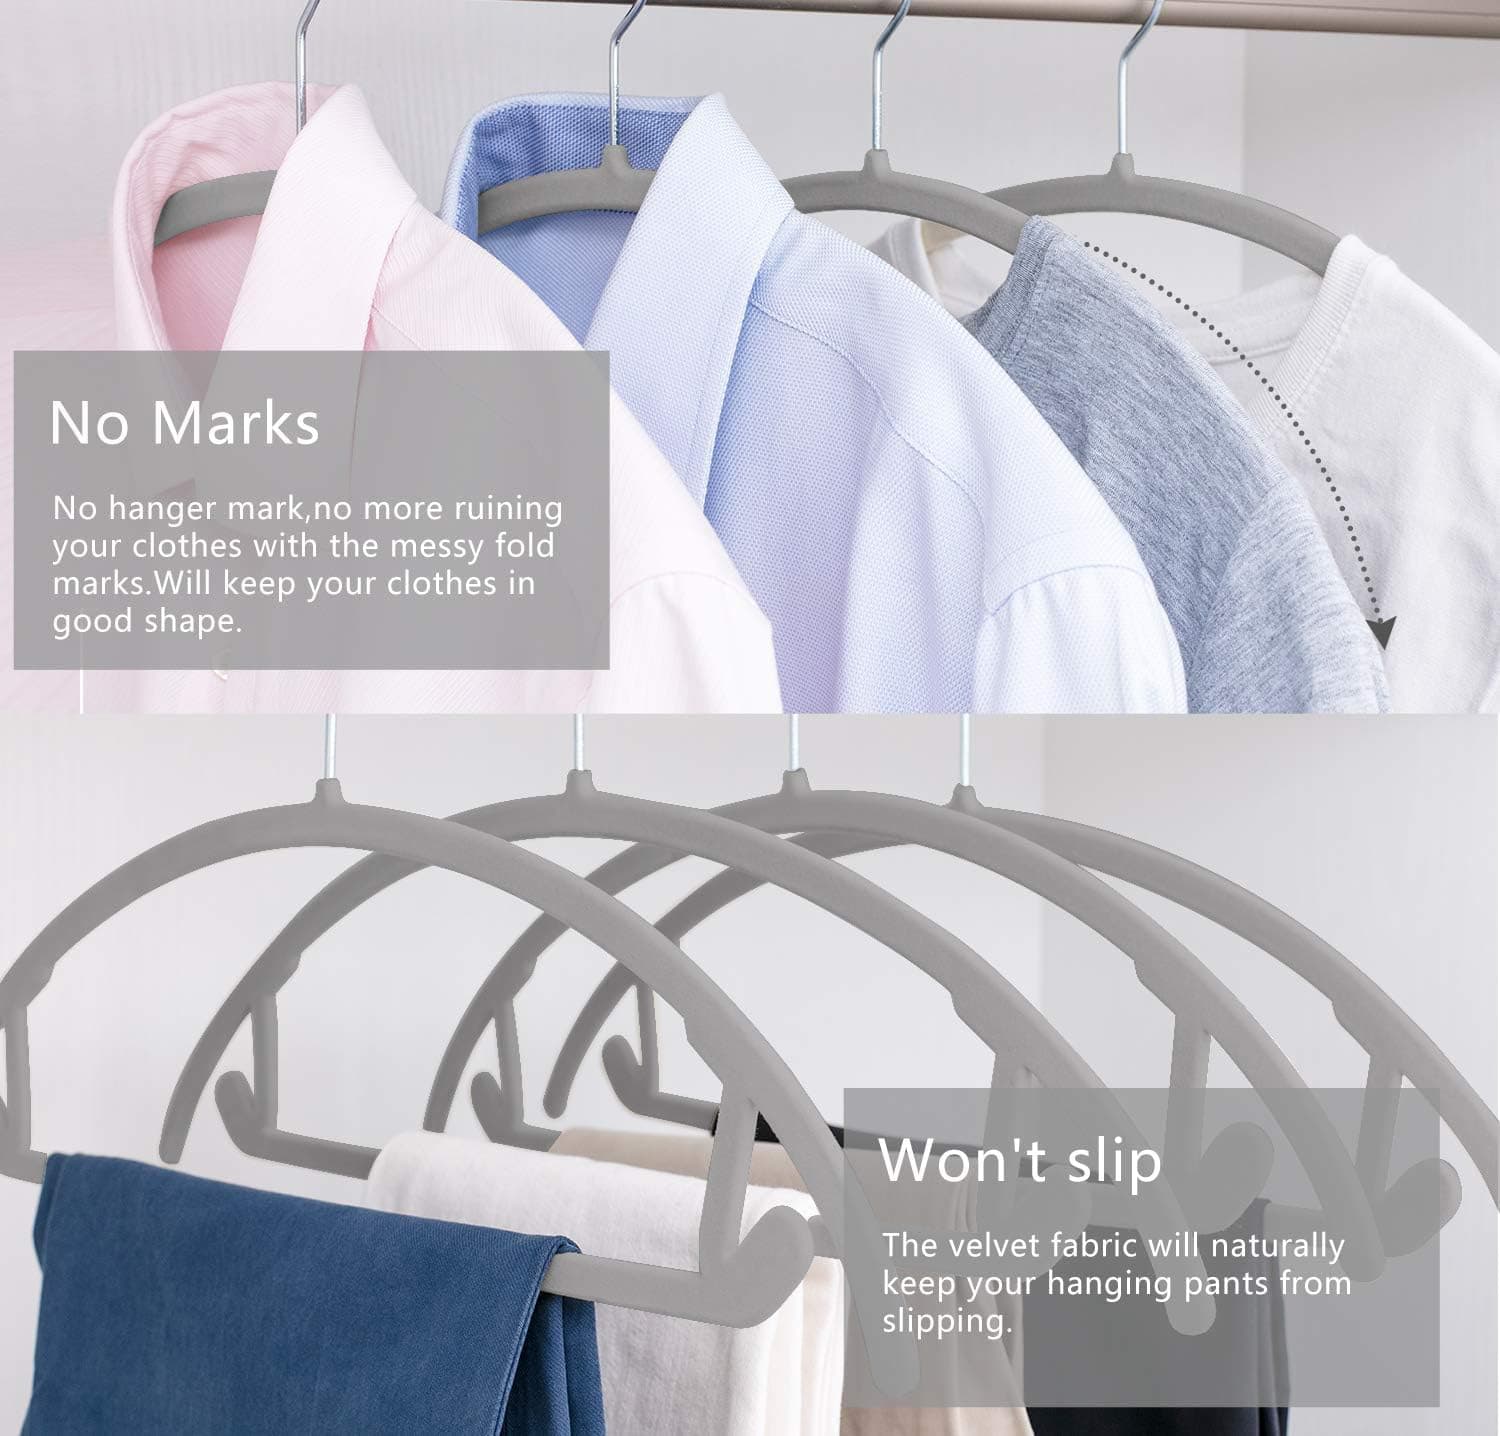 No Marks
No hanger mark,no more ruining
your clothes with the messy fold
marks.Will keep your clothes in
good shape.
Won't slip
The velvet fabric will naturally
keep your hanging pants from
slipping.